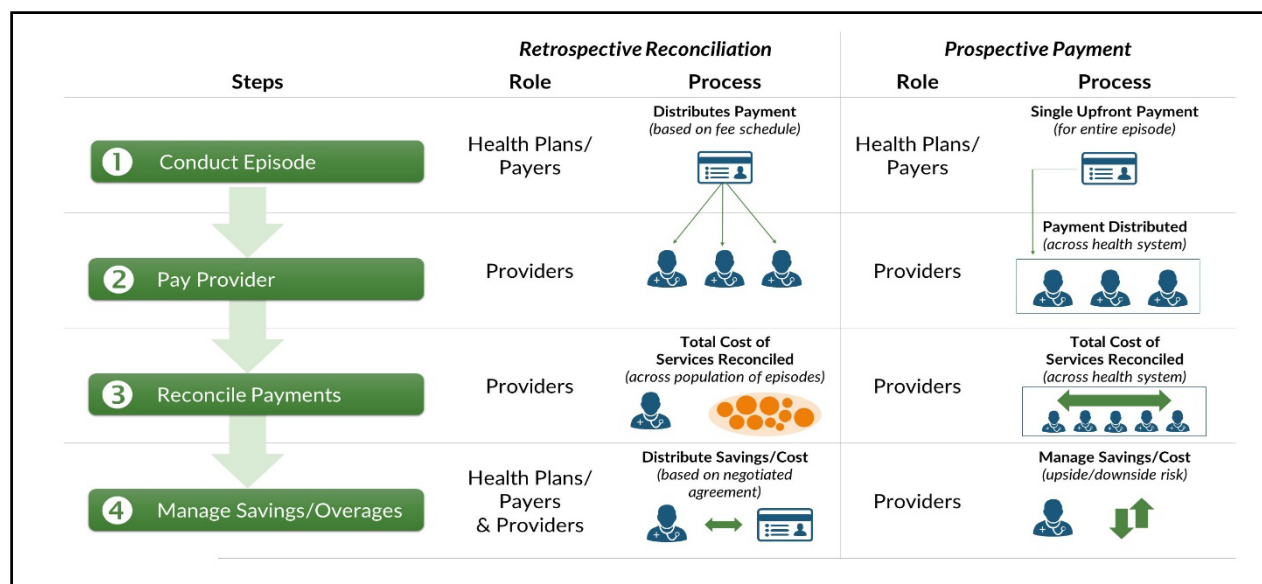 Retrospective Reconciliation
Prospective Payment
Steps
Role
Process
Role
Process
1 Conduct Episode
Health Plans/
Payers
Distributes Payment
(based on fee schedule)
Health Plans/
Payers
Single Upfront Payment
(for entire episode)
2 Pay Provider
Providers
Providers
Payment Distributed
(across health system)
3 Reconcile Payments
Providers
Total Cost of
Services Reconciled
(across population of episodes)
Providers
Total Cost of
Services Reconciled
(across health system)
4 Manage Savings/Overages
Health Plans/
Payers
& Providers
Distribute Savings/Cost
(based on negotiated
agreement)
Providers
Manage Savings/Cost
(upside/downside risk)